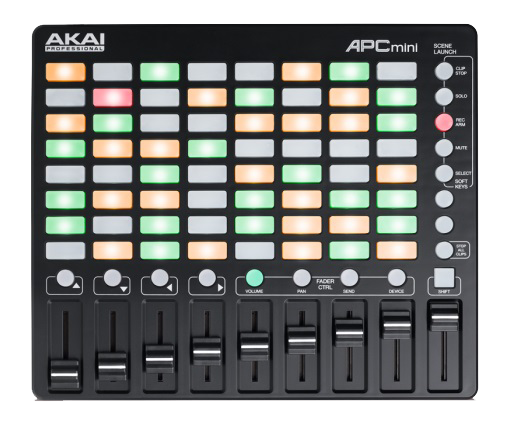 AKAI
PROFESSIONAL
APCmini
SCENE
LAUNCH
CLIP
STOP
SOLO
REC
ARM
MUTE
SELECT
SOFT
KEYS
STOP
ALL
CLIPS
VOLUME
PAN
FADER
CTRL
SEND
DEVICE
SHIFT